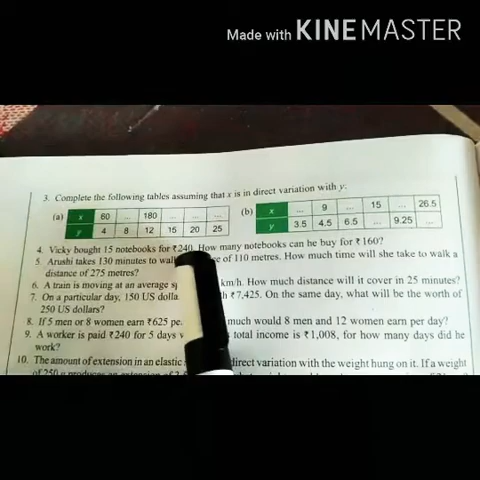 Made with KINEMASTER
3. Complete the following tables assuming that x is in direct variation with y:
(a) x 60 ... 180 ... ... ... (b) x ... 9 ... 15 ... 26.5
y 4 8 12 15 20 25 y 3.5 4.5 6.5 ... 9.25 ...
4. Vicky bought 15 notebooks for ₹240. How many notebooks can he buy for ₹160?
5. Arushi takes 130 minutes to walk of 110 metres. How much time will she take to walk a
distance of 275 metres?
6. A train is moving at an average km/h. How much distance will it cover in 25 minutes?
7. On a particular day, 150 US ₹7,425. On the same day, what will be the worth of
250 US dollars?
8. If 5 men or 8 women earn ₹625 much would 8 men and 12 women earn per day?
9. A worker is paid ₹240 for 5 days total income is ₹1,008, for how many days did he
work?
10. The amount of extension in an elastic direct variation with the weight hung on it. If a weight
of 250